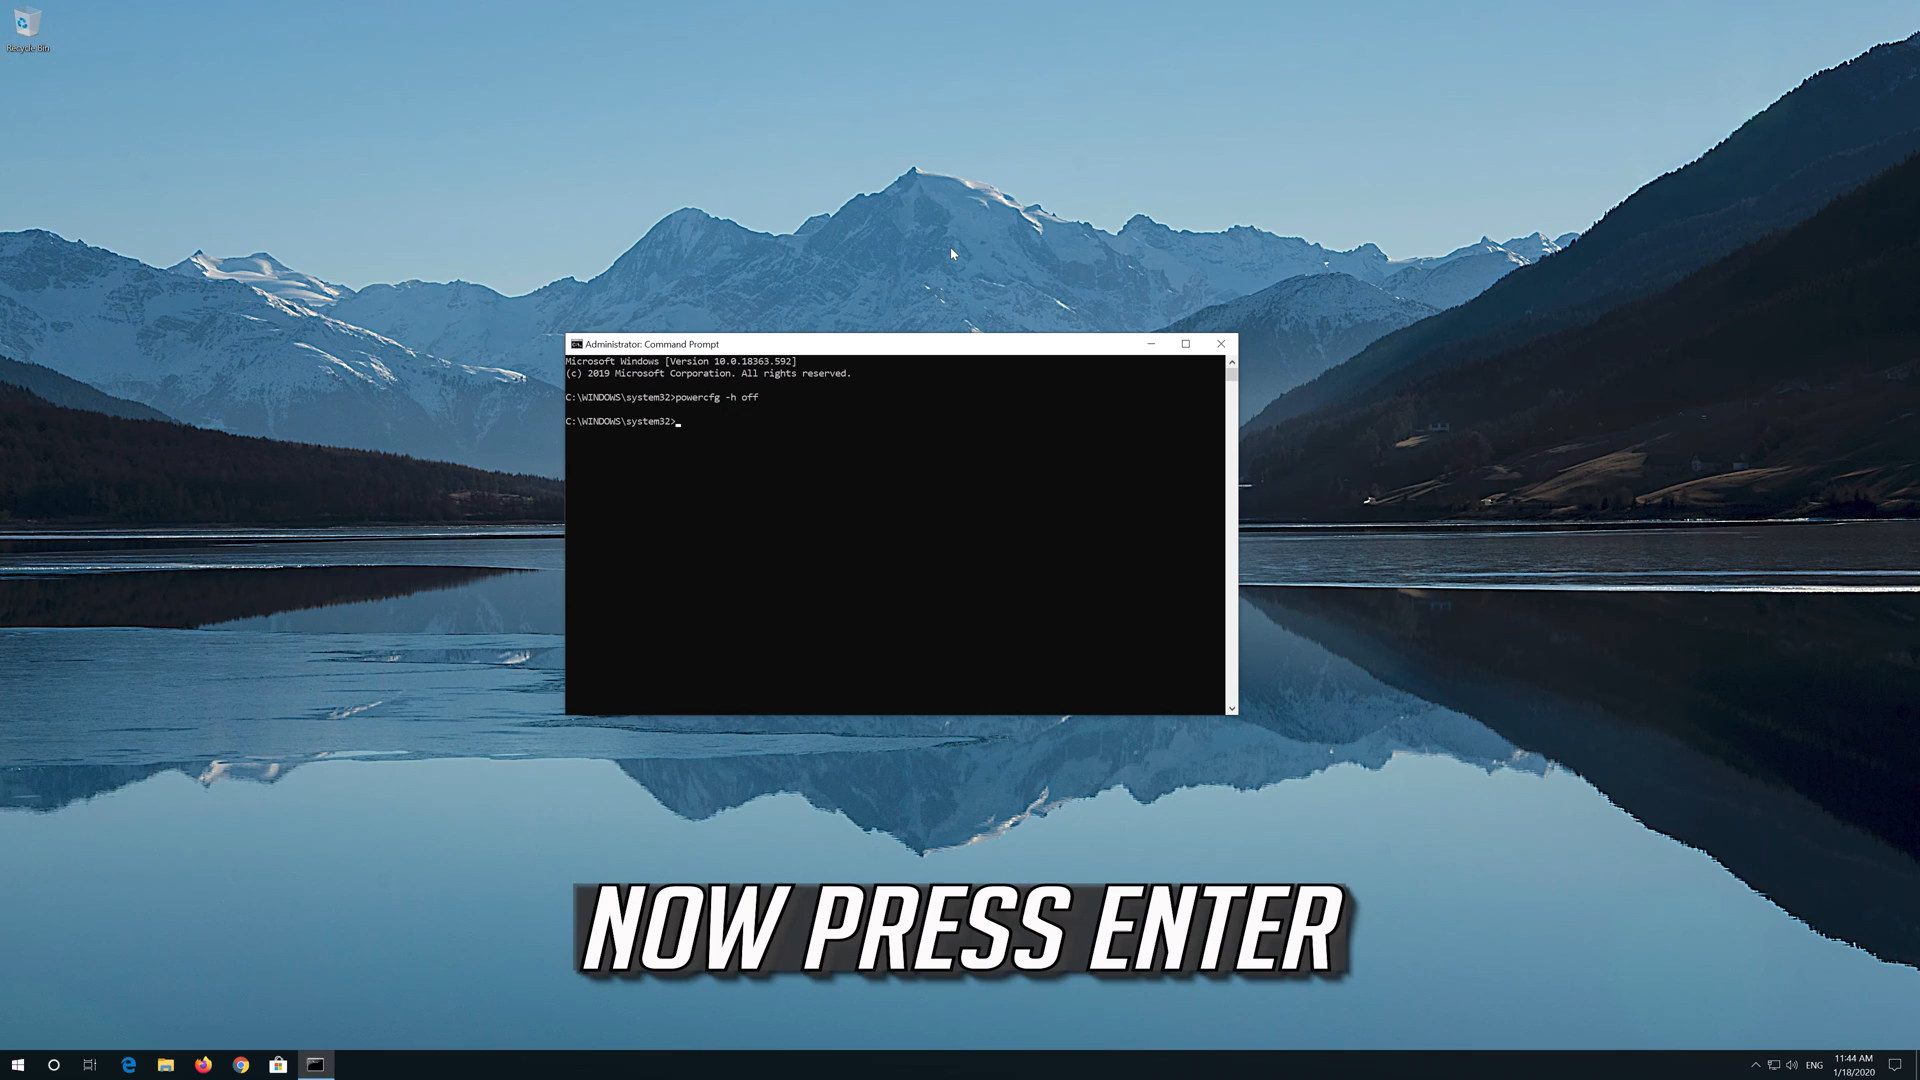 Recycle Bin
Administrator: Command Prompt
Microsoft Windows [Version 10.0.18363.592]
(c) 2019 Microsoft Corporation. All rights reserved.
C:\WINDOWS\system32>powercfg -h off
C:\WINDOWS\system32>
NOW PRESS ENTER
ENG
11:44 AM
1/18/2020